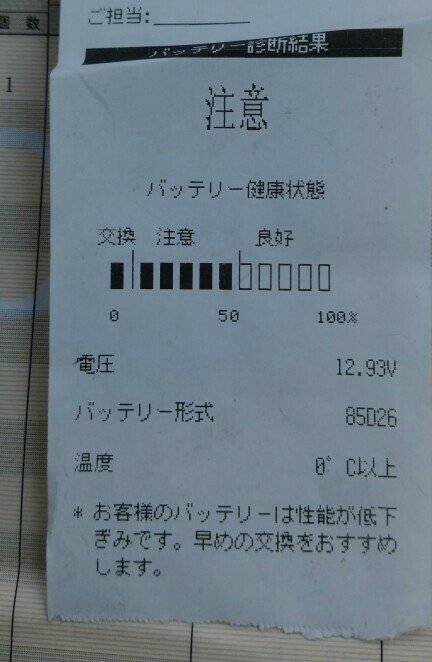 個 数
1
ご担当:
バッテリー診断結果
注意
バッテリー健康状態
交換 注意 良好
0 50 100%
電圧 12.93V
バッテリー形式 85D26
温度 0° C以上
* お客様のバッテリーは性能が低下
ぎみです。早めの交換をおすすめ
します。